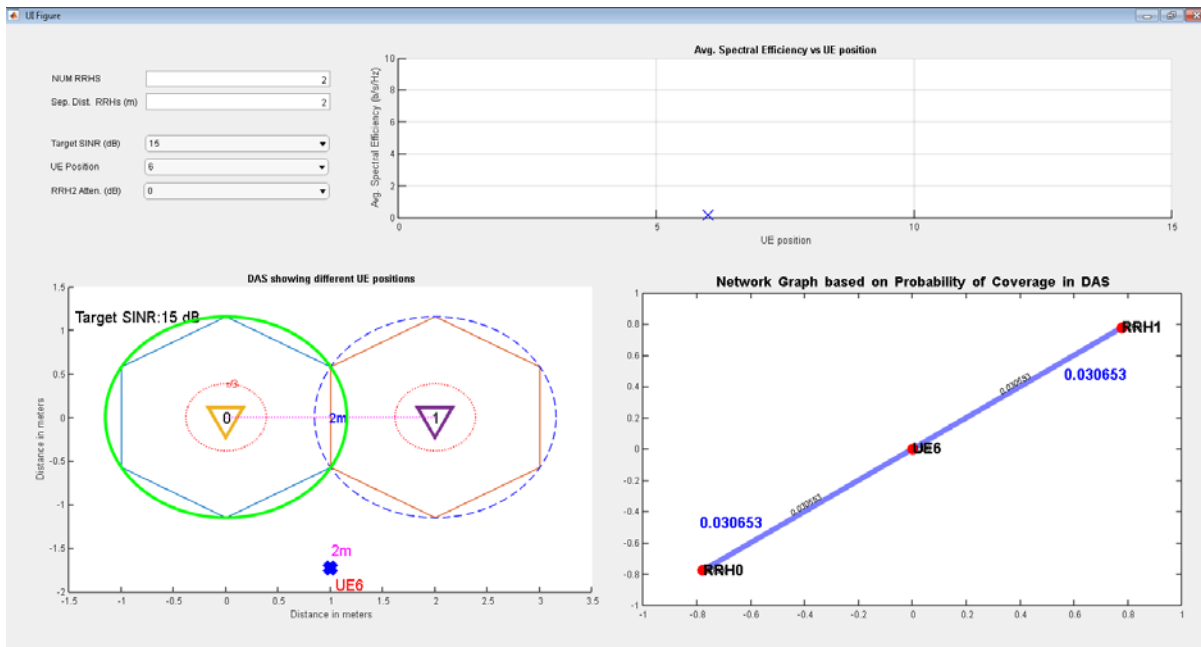 UI Figure
NUM RRHS 2
Sep. Dist. RRHs (m) 2
Target SINR (dB) 15
UE Position 6
RRH2 Atten. (dB) 0
Avg. Spectral Efficiency vs UE position
Avg. Spectral Efficiency (b/s/Hz)
10
8
6
4
2
0
0 5 10 15
UE position
DAS showing different UE positions
Target SINR:15 dB
Distance in meters
1.5
1
0.5
0
-0.5
-1
-1.5
-2
0
2m
1
2m
UE6
-1.5 -1 -0.5 0 0.5 1 1.5 2 2.5 3 3.5
Distance in meters
Network Graph based on Probability of Coverage in DAS
1
0.8
0.6
0.4
0.2
0
-0.2
-0.4
-0.6
-0.8
-1
RRH1
0.030653
0.030653
UE6
0.030653
0.030653
RRH0
-1 -0.8 -0.6 -0.4 -0.2 0 0.2 0.4 0.6 0.8 1